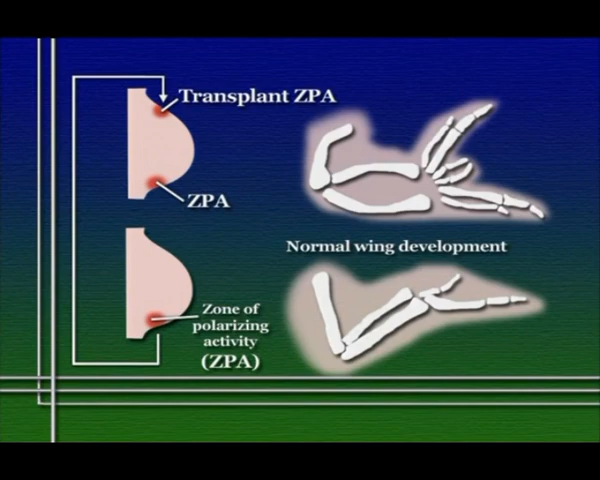 Transplant ZPA
ZPA
Normal wing development
Zone of
polarizing
activity
(ZPA)